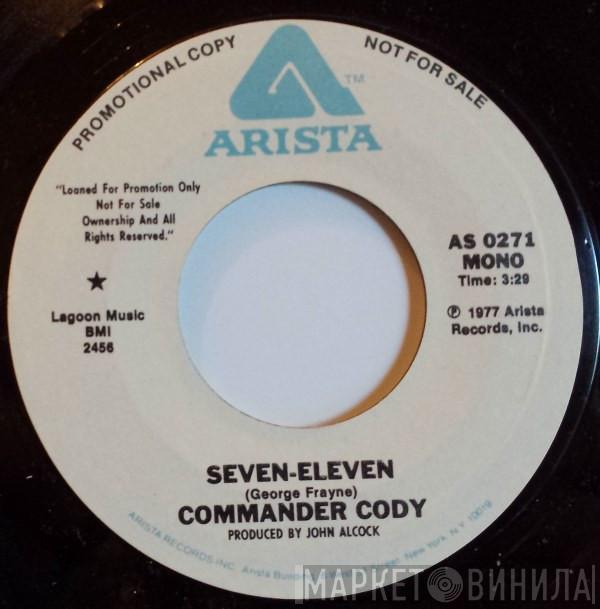 PROMOTIONAL COPY
NOT FOR SALE
TM
ARISTA
"Loaned For Promotion Only
Not For Sale
Ownership And All
Rights Reserved."
★
Lagoon Music
BMI
2456
AS 0271
MONO
Time: 3:29
℗ 1977 Arista
Records, Inc.
SEVEN-ELEVEN
(George Frayne)
COMMANDER CODY
PRODUCED BY JOHN ALCOCK
ARISTA RECORDS INC. Arista N.Y. 10019
МАРКЕТ ВИНИЛА